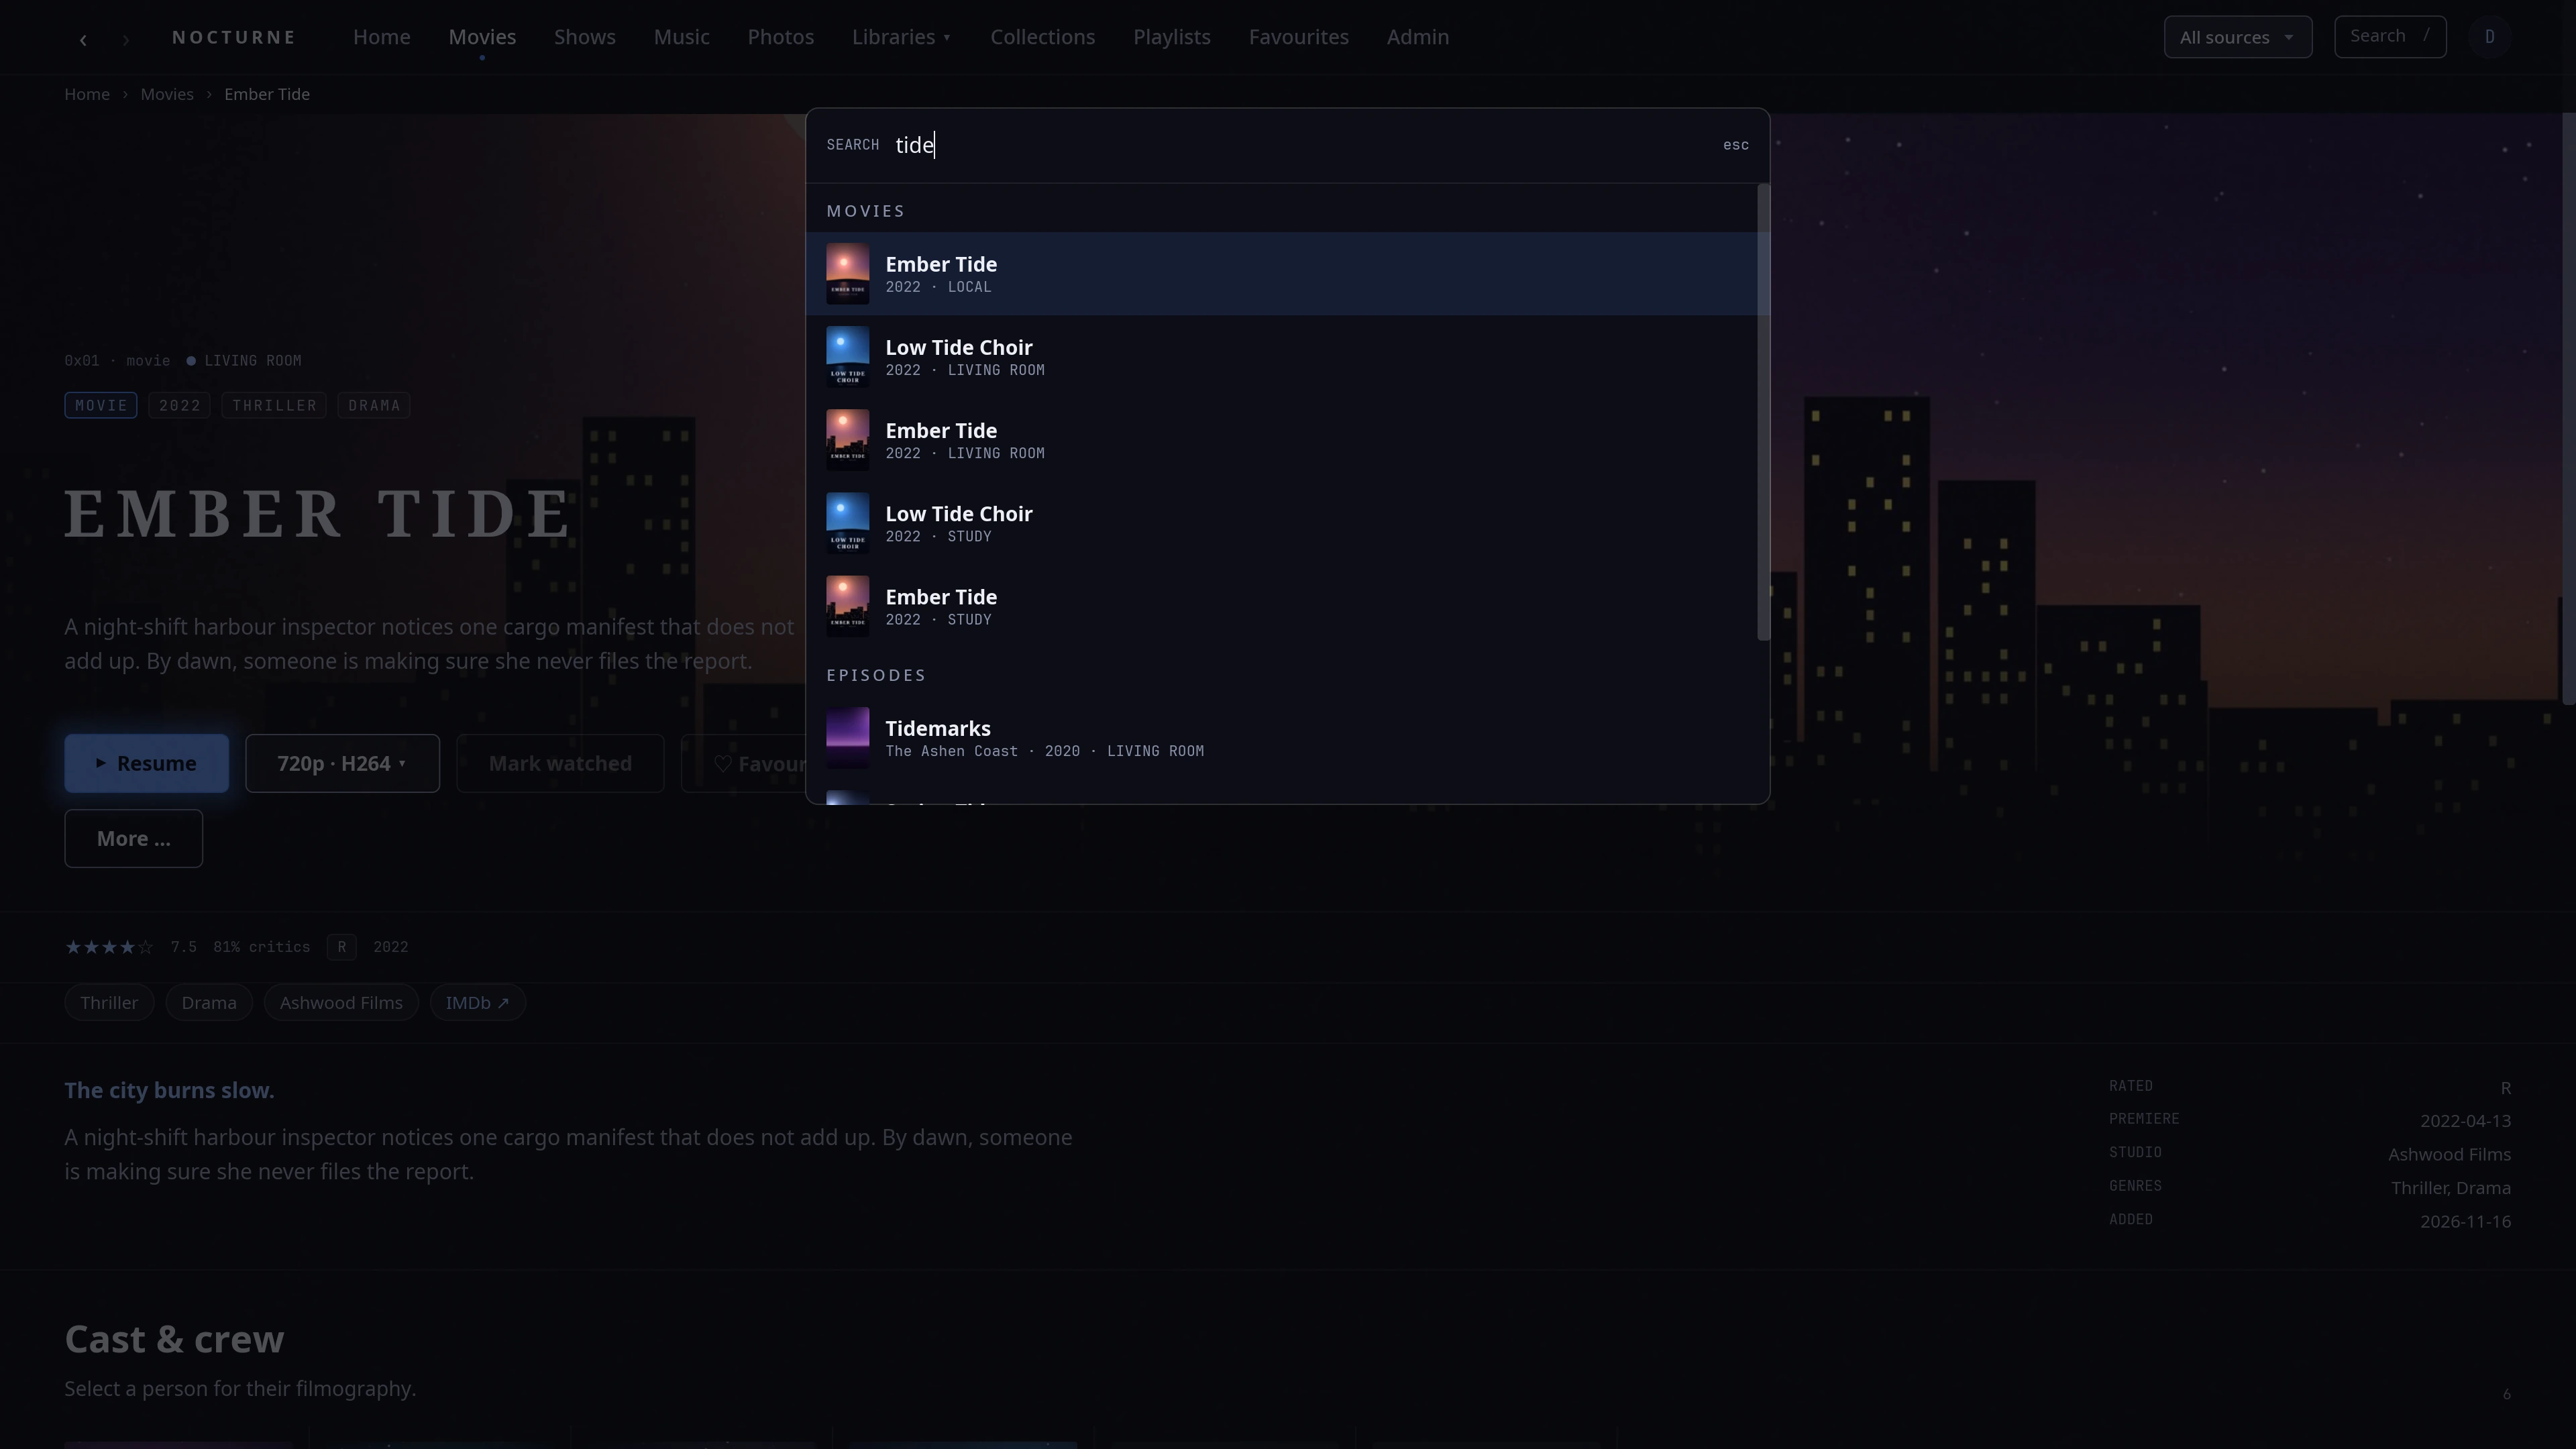 ‹ › NOCTURNE Home Movies Shows Music Photos Libraries ▾ Collections Playlists Favourites Admin All sources Search / D
Home › Movies › Ember Tide
SEARCH tide esc
MOVIES
Ember Tide
2022 · LOCAL
Low Tide Choir
2022 · LIVING ROOM
Ember Tide
2022 · LIVING ROOM
Low Tide Choir
2022 · STUDY
Ember Tide
2022 · STUDY
EPISODES
Tidemarks
The Ashen Coast · 2020 · LIVING ROOM
0x01 · movie ● LIVING ROOM
MOVIE 2022 THRILLER DRAMA
EMBER TIDE
A night-shift harbour inspector notices one cargo manifest that does not
add up. By dawn, someone is making sure she never files the report.
▶ Resume 720p · H264 ▾ Mark watched ♡ Favour
More ...
★★★★☆ 7.5 81% critics R 2022
Thriller Drama Ashwood Films IMDb ↗
The city burns slow.
A night-shift harbour inspector notices one cargo manifest that does not add up. By dawn, someone
is making sure she never files the report.
RATED R
PREMIERE 2022-04-13
STUDIO Ashwood Films
GENRES Thriller, Drama
ADDED 2026-11-16
Cast & crew
Select a person for their filmography. 6